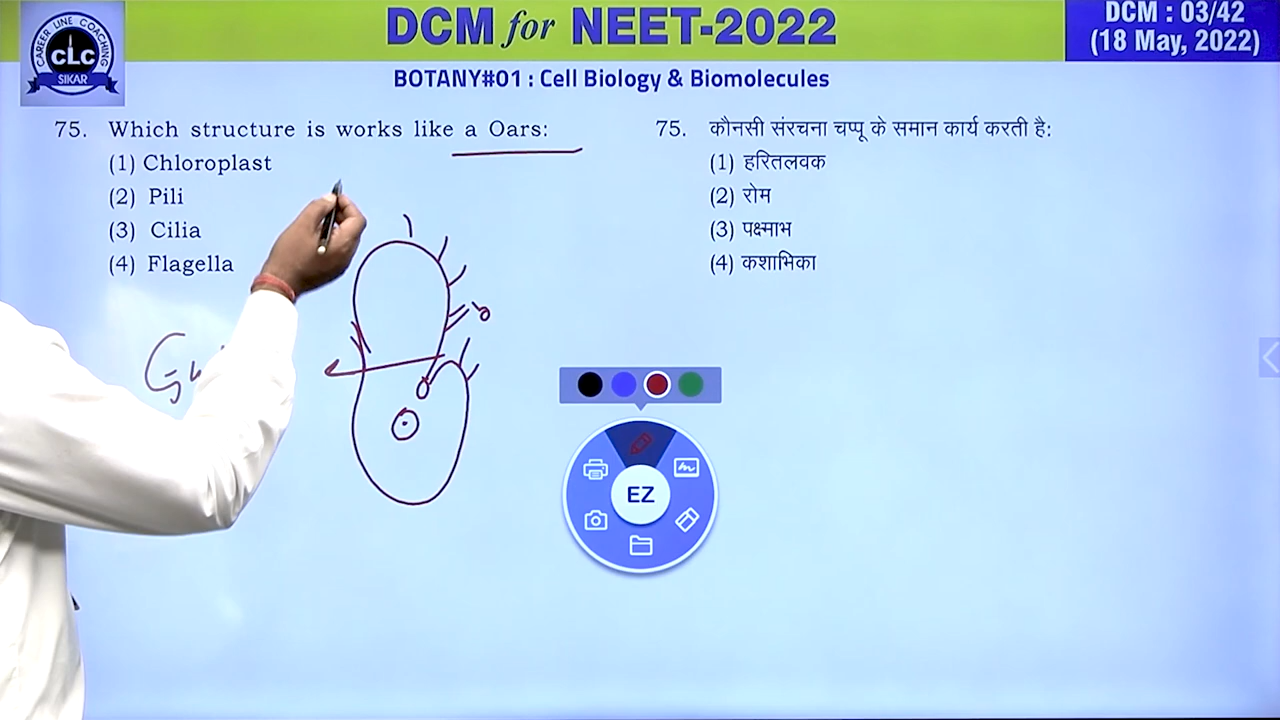 DCM for NEET-2022
DCM : 03/42
(18 May, 2022)
CAREER LINE COACHING
CLC
SIKAR
BOTANY#01 : Cell Biology & Biomolecules
75. Which structure is works like a Oars:
(1) Chloroplast
(2) Pili
(3) Cilia
(4) Flagella
75. कौनसी संरचना चप्पू के समान कार्य करती है:
(1) हरितलवक
(2) रोम
(3) पक्ष्माभ
(4) कशाभिका
EZ